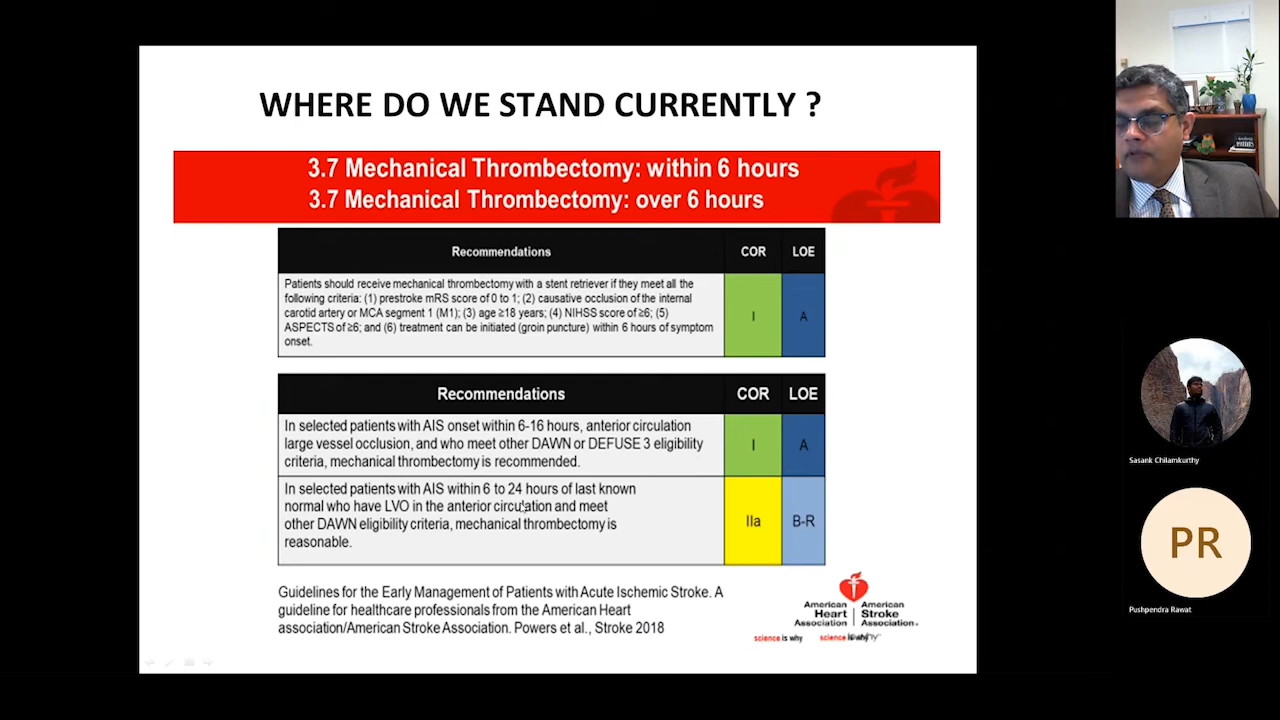 WHERE DO WE STAND CURRENTLY ?
3.7 Mechanical Thrombectomy: within 6 hours
3.7 Mechanical Thrombectomy: over 6 hours
Recommendations COR LOE
Patients should receive mechanical thrombectomy with a stent retriever if they meet all the
following criteria: (1) prestroke mRS score of 0 to 1; (2) causative occlusion of the internal
carotid artery or MCA segment 1 (M1); (3) age ≥18 years; (4) NIHSS score of ≥6; (5)
ASPECTS of ≥6; and (6) treatment can be initiated (groin puncture) within 6 hours of symptom
onset.
I A
Recommendations COR LOE
In selected patients with AIS onset within 6-16 hours, anterior circulation
large vessel occlusion, and who meet other DAWN or DEFUSE 3 eligibility
criteria, mechanical thrombectomy is recommended.
I A
In selected patients with AIS within 6 to 24 hours of last known
normal who have LVO in the anterior circulation and meet
other DAWN eligibility criteria, mechanical thrombectomy is
reasonable.
IIa B-R
Guidelines for the Early Management of Patients with Acute Ischemic Stroke. A
guideline for healthcare professionals from the American Heart
association/American Stroke Association. Powers et al., Stroke 2018
American Heart Association
American Stroke Association
science is why science is why
Sasank Chilamkurthy
PR
Pushpendra Rawat